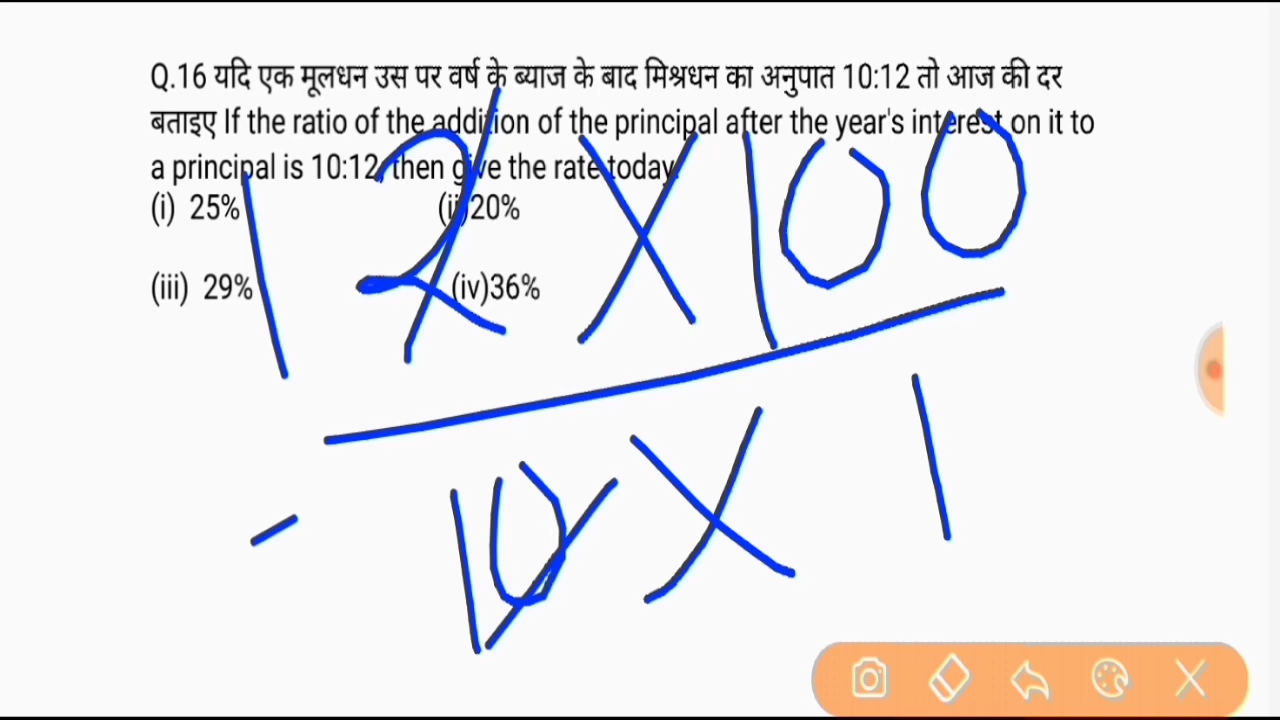 Q.16 यदि एक मूलधन उस पर वर्ष के ब्याज के बाद मिश्रधन का अनुपात 10:12 तो आज की दर
बताइए If the ratio of the addition of the principal after the year's interest on it to
a principal is 10:12, then give the rate today.
(i) 25% (ii)20%
(iii) 29% (iv)36%
12 X 100
10 X 1